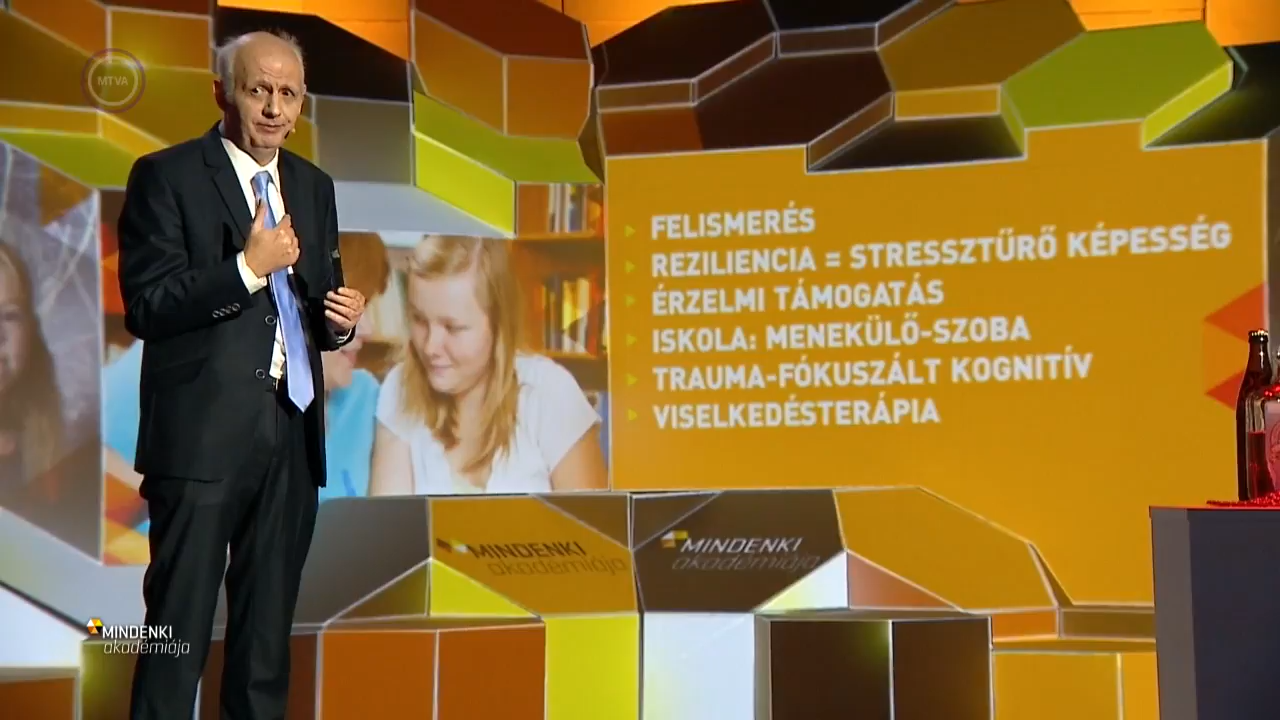 MTVA
FELISMERÉS
REZILIENCIA = STRESSZTŰRŐ KÉPESSÉG
ÉRZELMI TÁMOGATÁS
ISKOLA: MENEKÜLŐ-SZOBA
TRAUMA-FÓKUSZÁLT KOGNITÍV
VISELKEDÉSTERÁPIA
MINDENKI
akadémiája
MINDENKI
akadémiája
MINDENKI
akadémiája